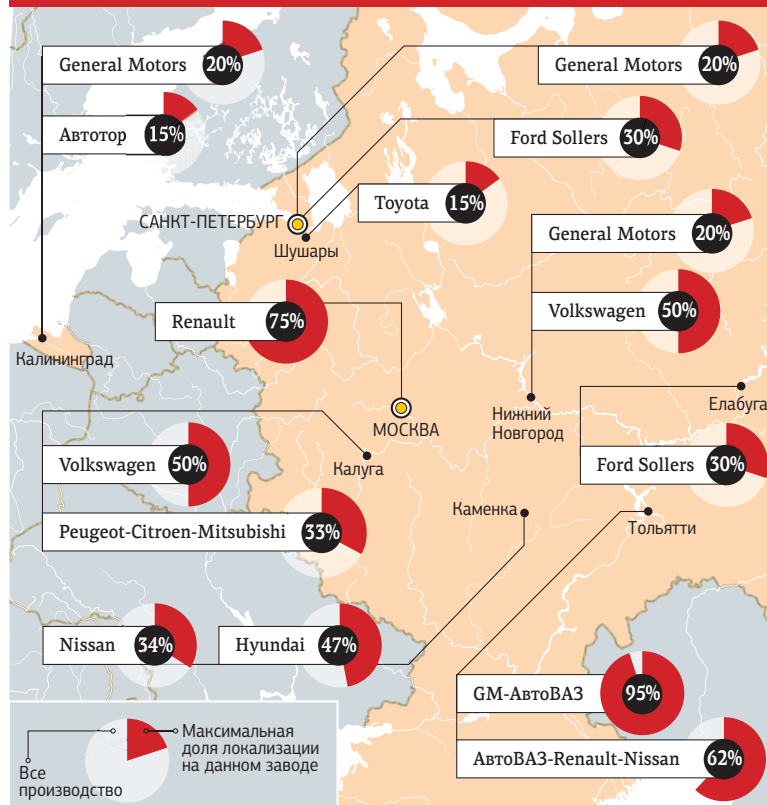 General Motors 20%
General Motors 20%
Автотор 15%
Ford Sollers 30%
Toyota 15%
САНКТ-ПЕТЕРБУРГ
Шушары
General Motors 20%
Renault 75%
Volkswagen 50%
Калининград
МОСКВА
Нижний
Новгород
Елабуга
Volkswagen 50%
Калуга
Ford Sollers 30%
Peugeot-Citroen-Mitsubishi 33%
Каменка
Тольятти
Nissan 34%
Hyundai 47%
GM-АвтоВАЗ 95%
АвтоВАЗ-Renault-Nissan 62%
Все
производство
Максимальная
доля локализации
на данном заводе